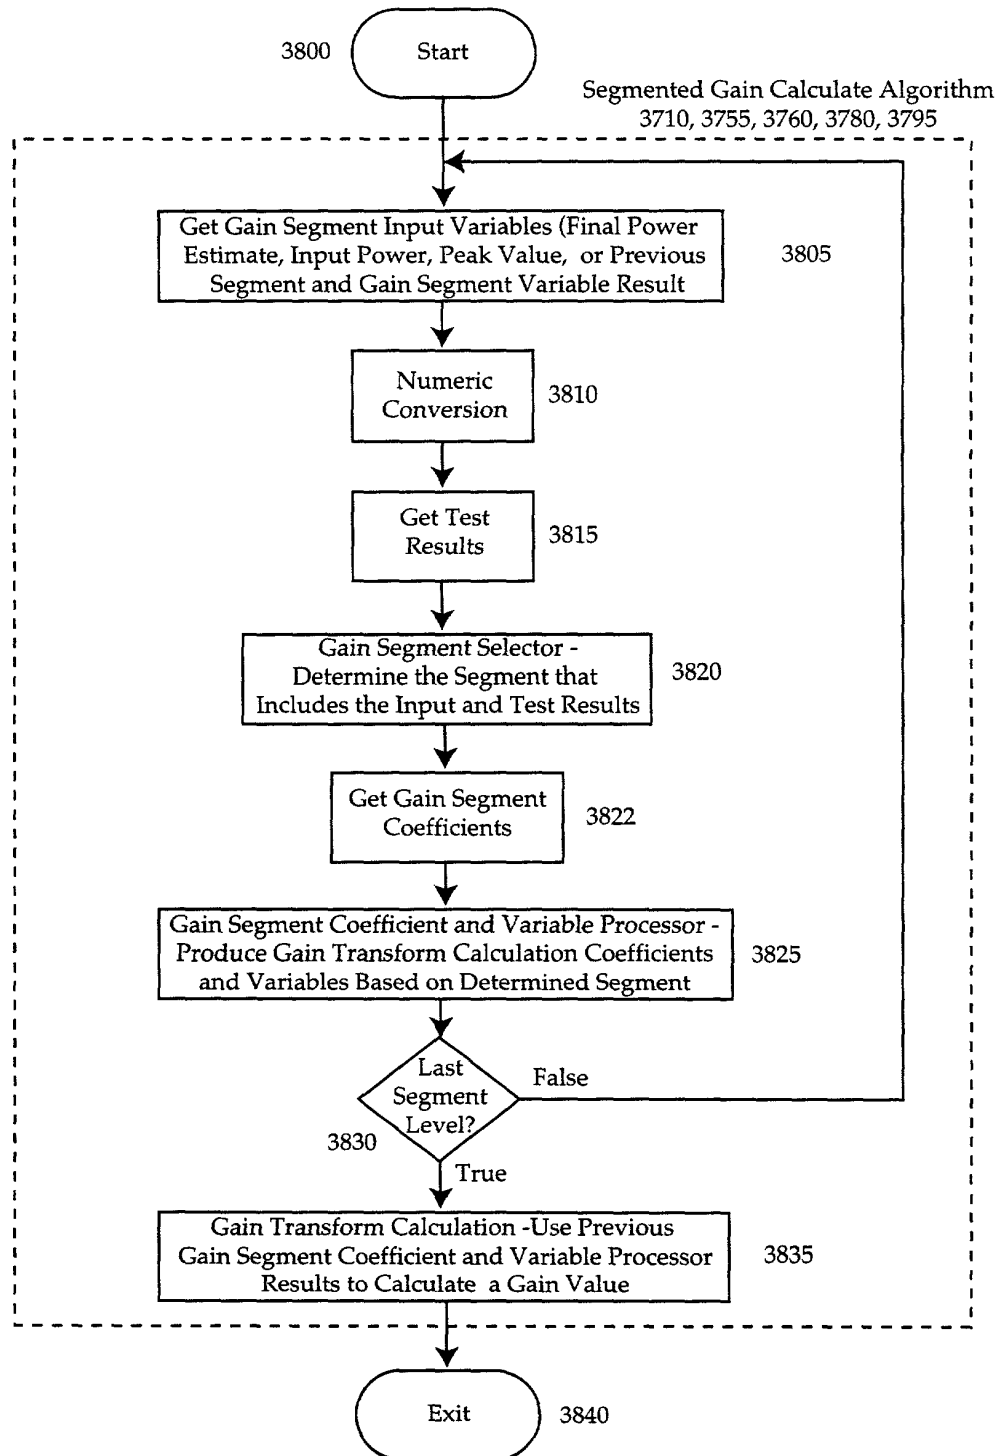 3800
Start
Segmented Gain Calculate Algorithm
3710, 3755, 3760, 3780, 3795
Get Gain Segment Input Variables (Final Power
Estimate, Input Power, Peak Value, or Previous
Segment and Gain Segment Variable Result
3805
Numeric
Conversion
3810
Get Test
Results
3815
Gain Segment Selector -
Determine the Segment that
Includes the Input and Test Results
3820
Get Gain Segment
Coefficients
3822
Gain Segment Coefficient and Variable Processor -
Produce Gain Transform Calculation Coefficients
and Variables Based on Determined Segment
3825
Last
Segment
Level?
False
3830
True
Gain Transform Calculation -Use Previous
Gain Segment Coefficient and Variable Processor
Results to Calculate a Gain Value
3835
Exit
3840